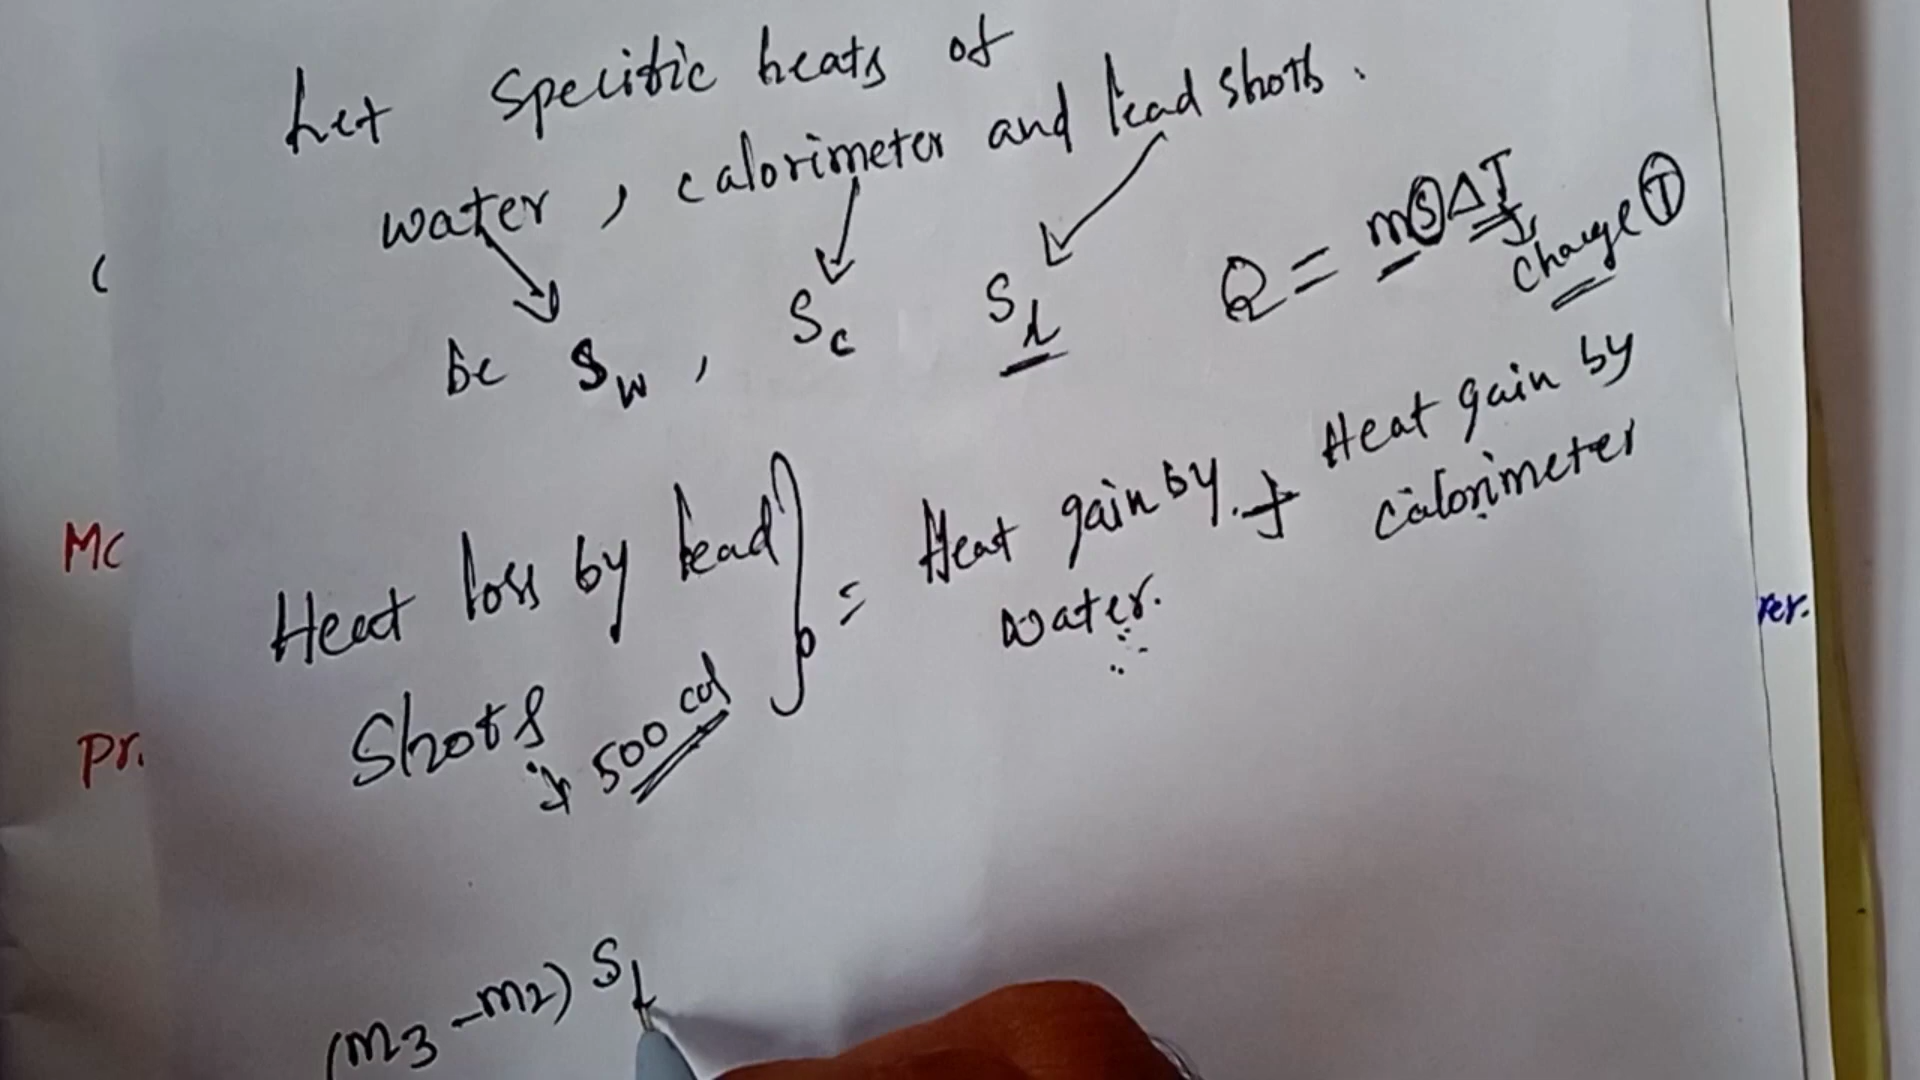 Let specific heats of
water, calorimeter and lead shots.
be Sw, Sc Sl
Q = mSΔT
change T
Heat loss by lead = Heat gain by + Heat gain by
shots water. calorimeter
500 cal
(m3 - m2) Sl
Mc
Pr.
rer.